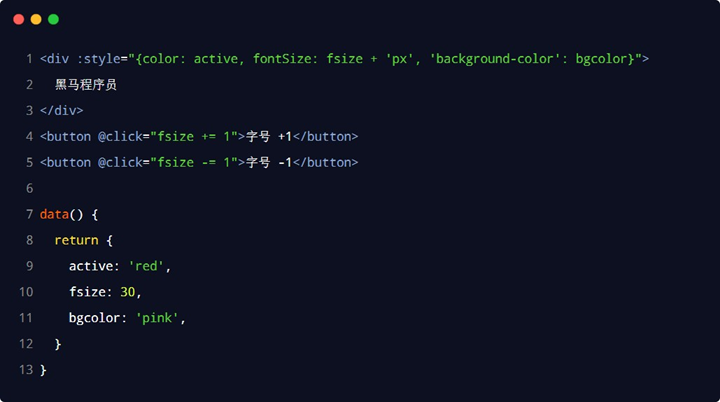 1 <div :style="{color: active, fontSize: fsize + 'px', 'background-color': bgcolor}">
2   黑马程序员
3 </div>
4 <button @click="fsize += 1">字号 +1</button>
5 <button @click="fsize -= 1">字号 -1</button>
6
7 data() {
8   return {
9     active: 'red',
10     fsize: 30,
11     bgcolor: 'pink',
12   }
13 }